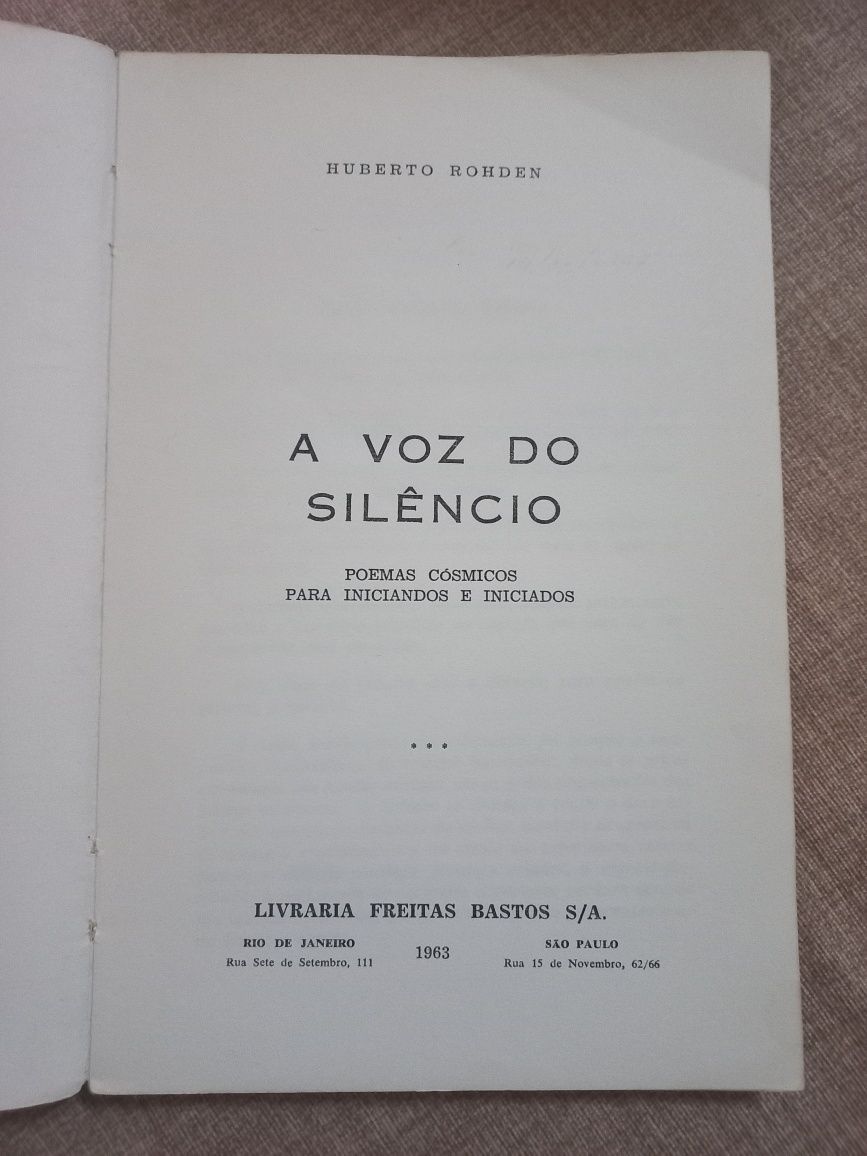 HUBERTO ROHDEN
A VOZ DO
SILÊNCIO
POEMAS CÓSMICOS
PARA INICIANDOS E INICIADOS
* * *
LIVRARIA FREITAS BASTOS S/A.
RIO DE JANEIRO
Rua Sete de Setembro, 111
1963
SÃO PAULO
Rua 15 de Novembro, 62/66